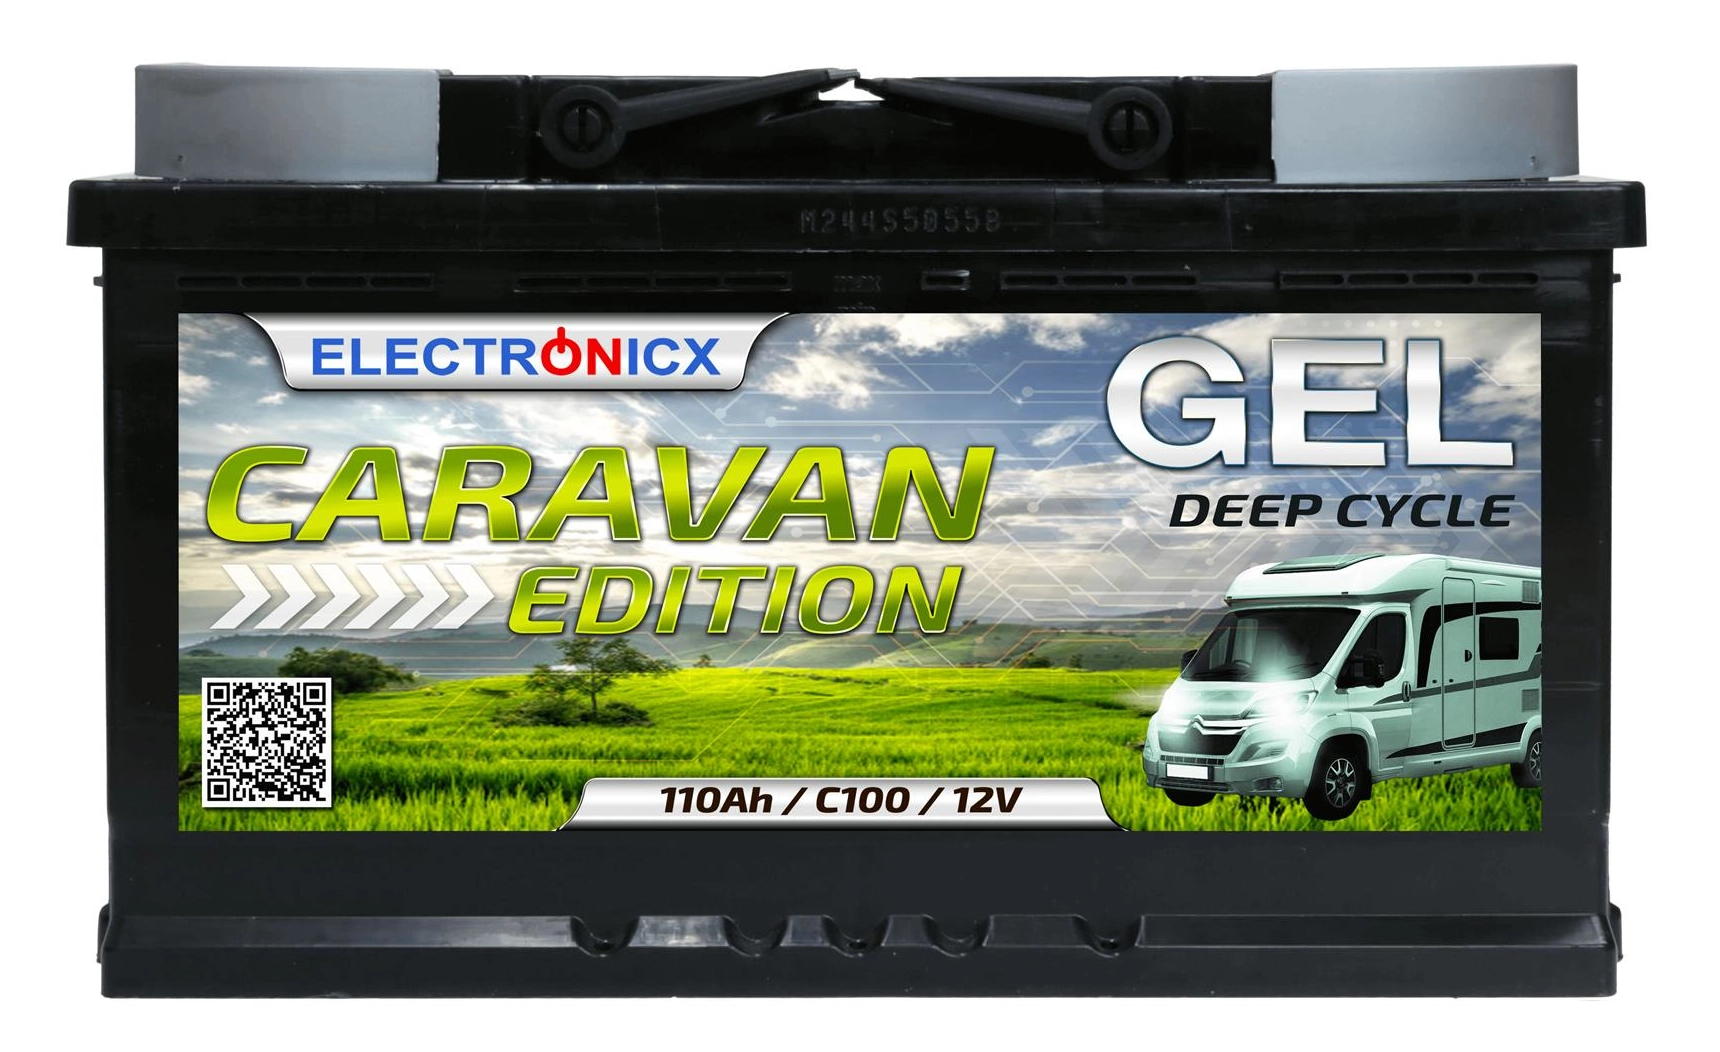 M244S50558
ELECTRONICX
GEL
CARAVAN
DEEP CYCLE
EDITION
110Ah / C100 / 12V